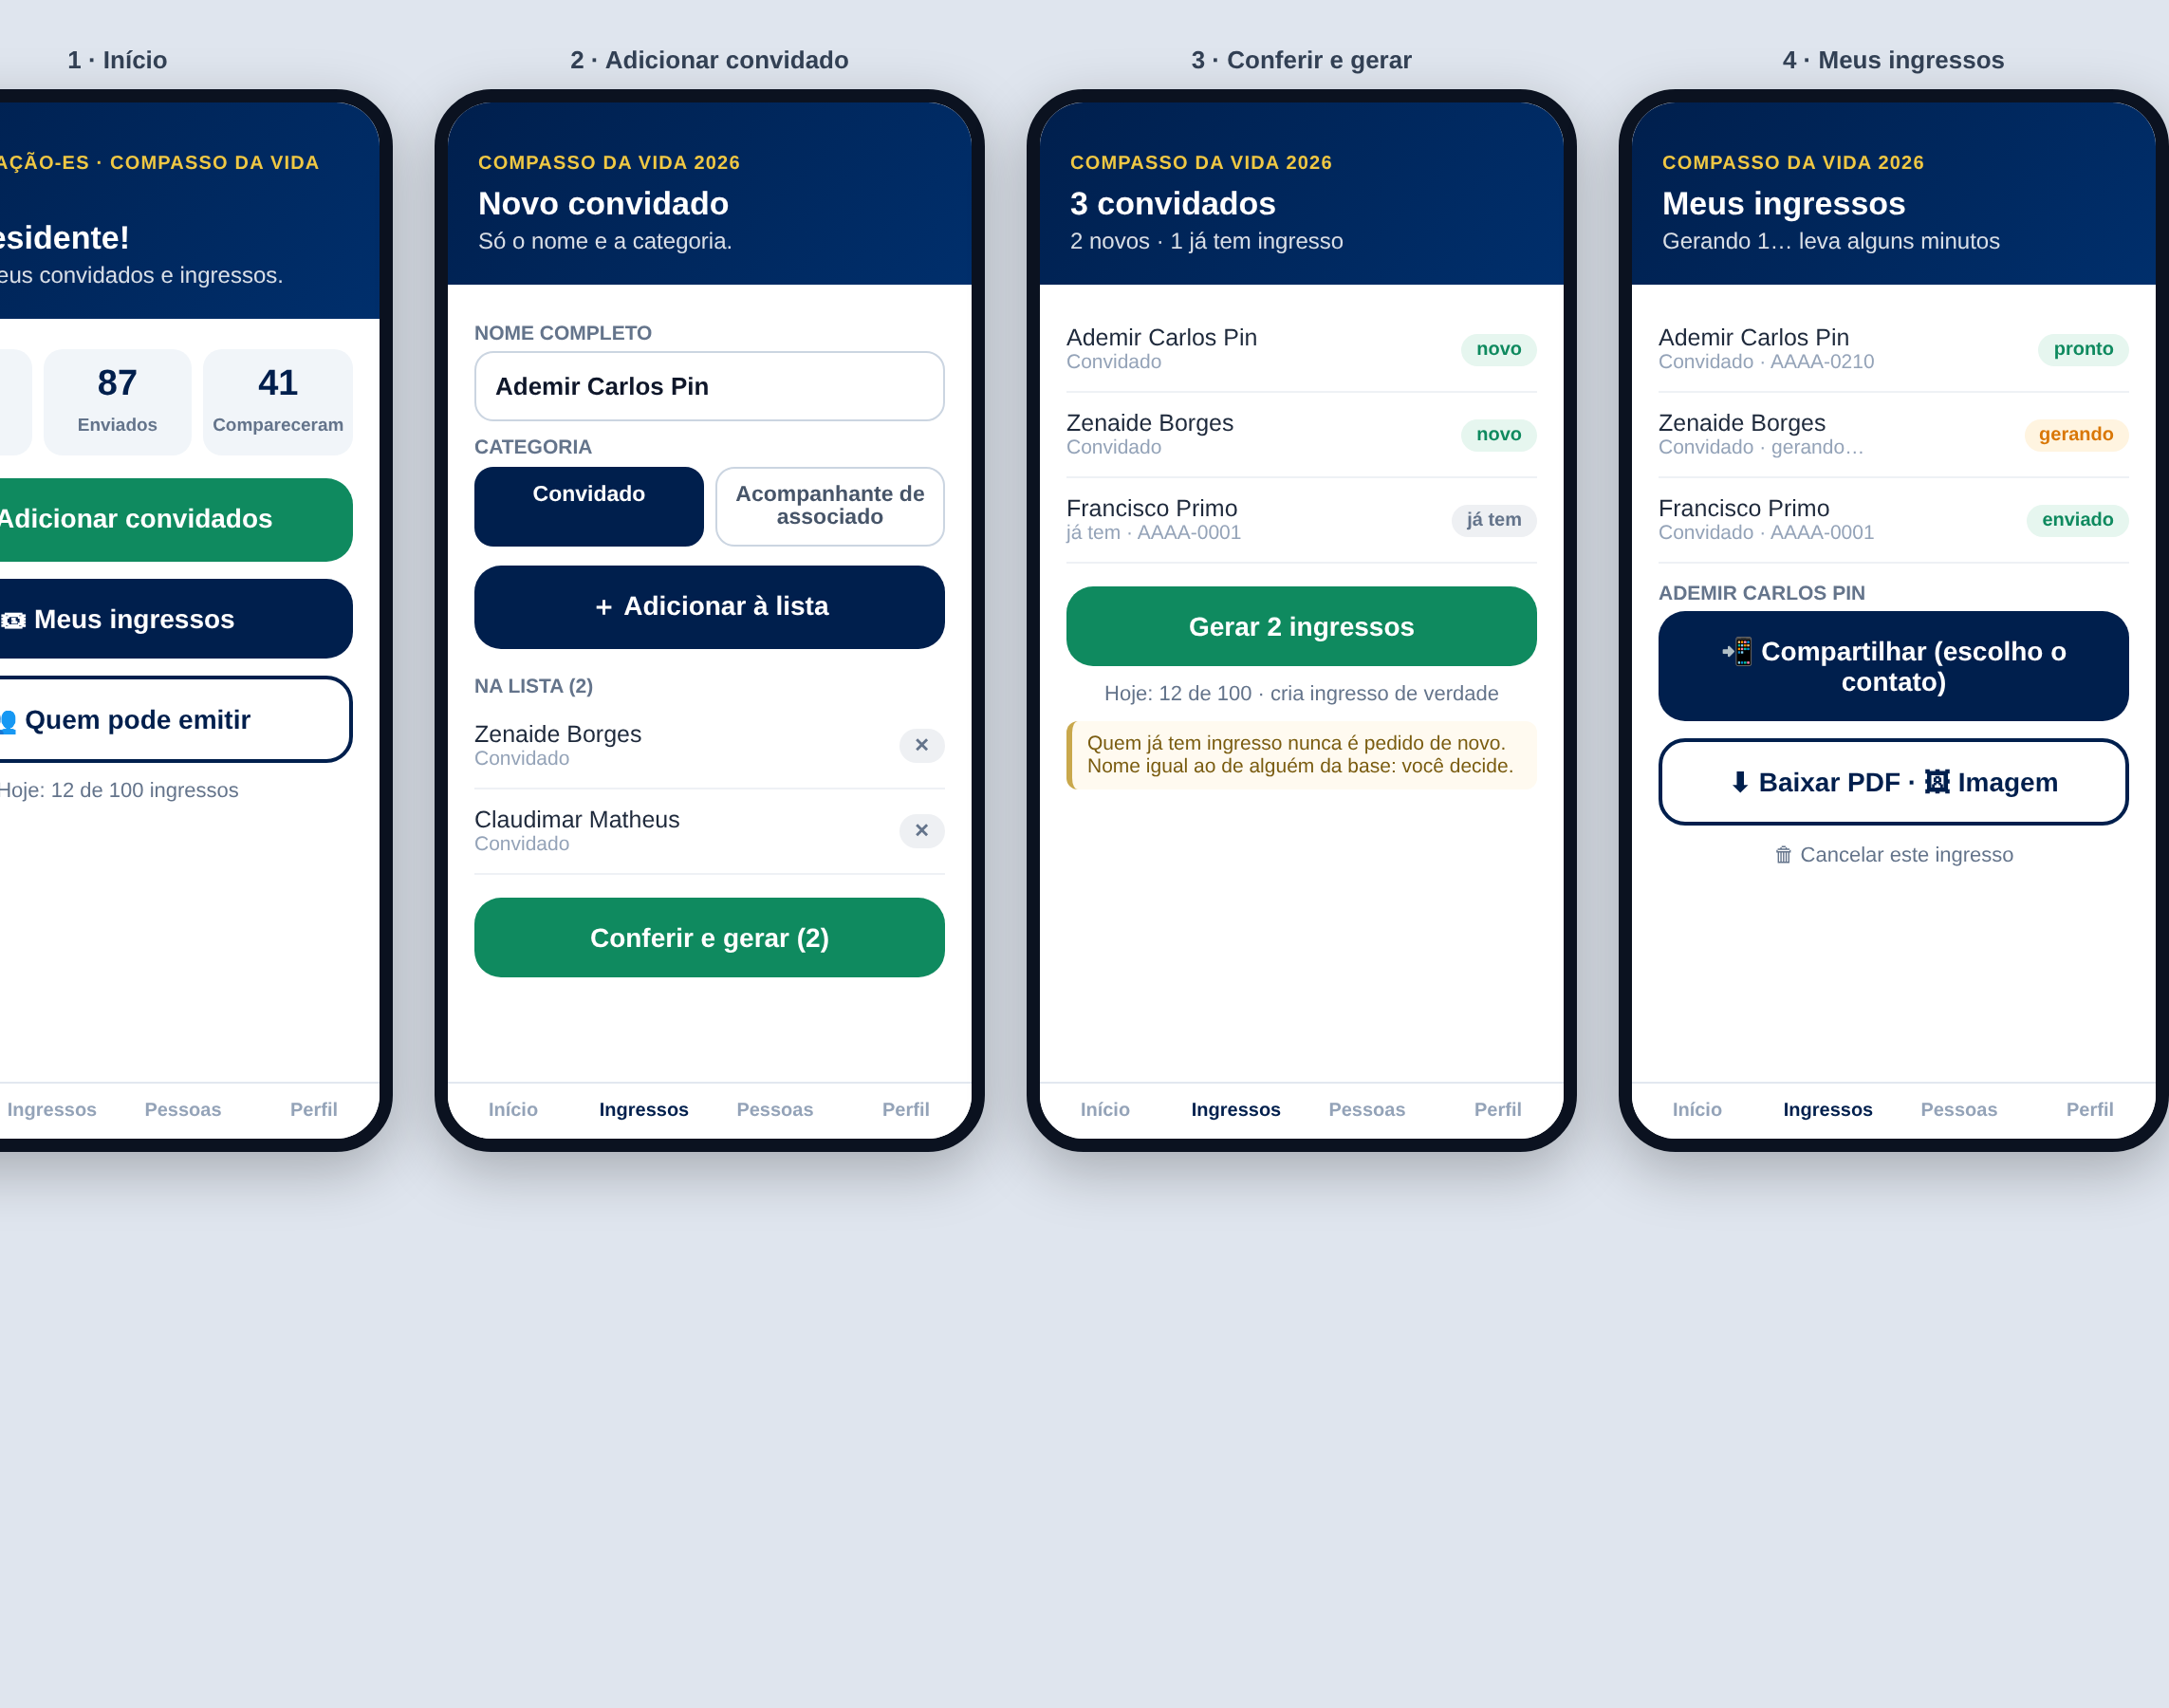 1 · Início
AÇÃO-ES · COMPASSO DA VIDA
esidente!
eus convidados e ingressos.
87
Enviados
41
Compareceram
Adicionar convidados
Meus ingressos
Quem pode emitir
Hoje: 12 de 100 ingressos
Ingressos
Pessoas
Perfil
2 · Adicionar convidado
COMPASSO DA VIDA 2026
Novo convidado
Só o nome e a categoria.
NOME COMPLETO
Ademir Carlos Pin
CATEGORIA
Convidado
Acompanhante de
associado
+ Adicionar à lista
NA LISTA (2)
Zenaide Borges
Convidado
✕
Claudimar Matheus
Convidado
✕
Conferir e gerar (2)
Início
Ingressos
Pessoas
Perfil
3 · Conferir e gerar
COMPASSO DA VIDA 2026
3 convidados
2 novos · 1 já tem ingresso
Ademir Carlos Pin
Convidado
novo
Zenaide Borges
Convidado
novo
Francisco Primo
já tem · AAAA-0001
já tem
Gerar 2 ingressos
Hoje: 12 de 100 · cria ingresso de verdade
Quem já tem ingresso nunca é pedido de novo.
Nome igual ao de alguém da base: você decide.
Início
Ingressos
Pessoas
Perfil
4 · Meus ingressos
COMPASSO DA VIDA 2026
Meus ingressos
Gerando 1… leva alguns minutos
Ademir Carlos Pin
Convidado · AAAA-0210
pronto
Zenaide Borges
Convidado · gerando…
gerando
Francisco Primo
Convidado · AAAA-0001
enviado
ADEMIR CARLOS PIN
📲 Compartilhar (escolho o
contato)
⬇ Baixar PDF · 🖼 Imagem
🗑 Cancelar este ingresso
Início
Ingressos
Pessoas
Perfil